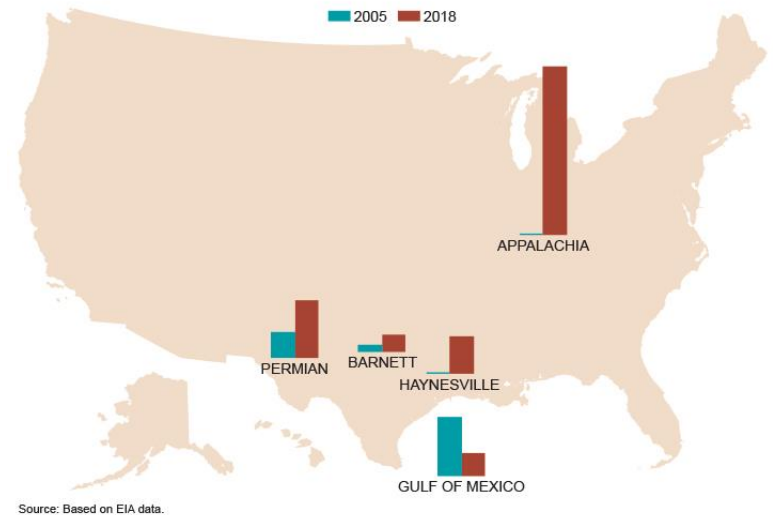 2005 2018
APPALACHIA
PERMIAN
BARNETT
HAYNESVILLE
GULF OF MEXICO
Source: Based on EIA data.